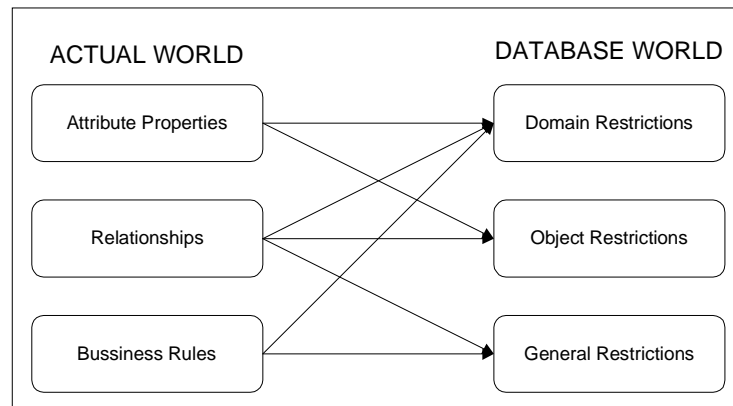 ACTUAL WORLD
DATABASE WORLD
Attribute Properties
Domain Restrictions
Relationships
Object Restrictions
Bussiness Rules
General Restrictions